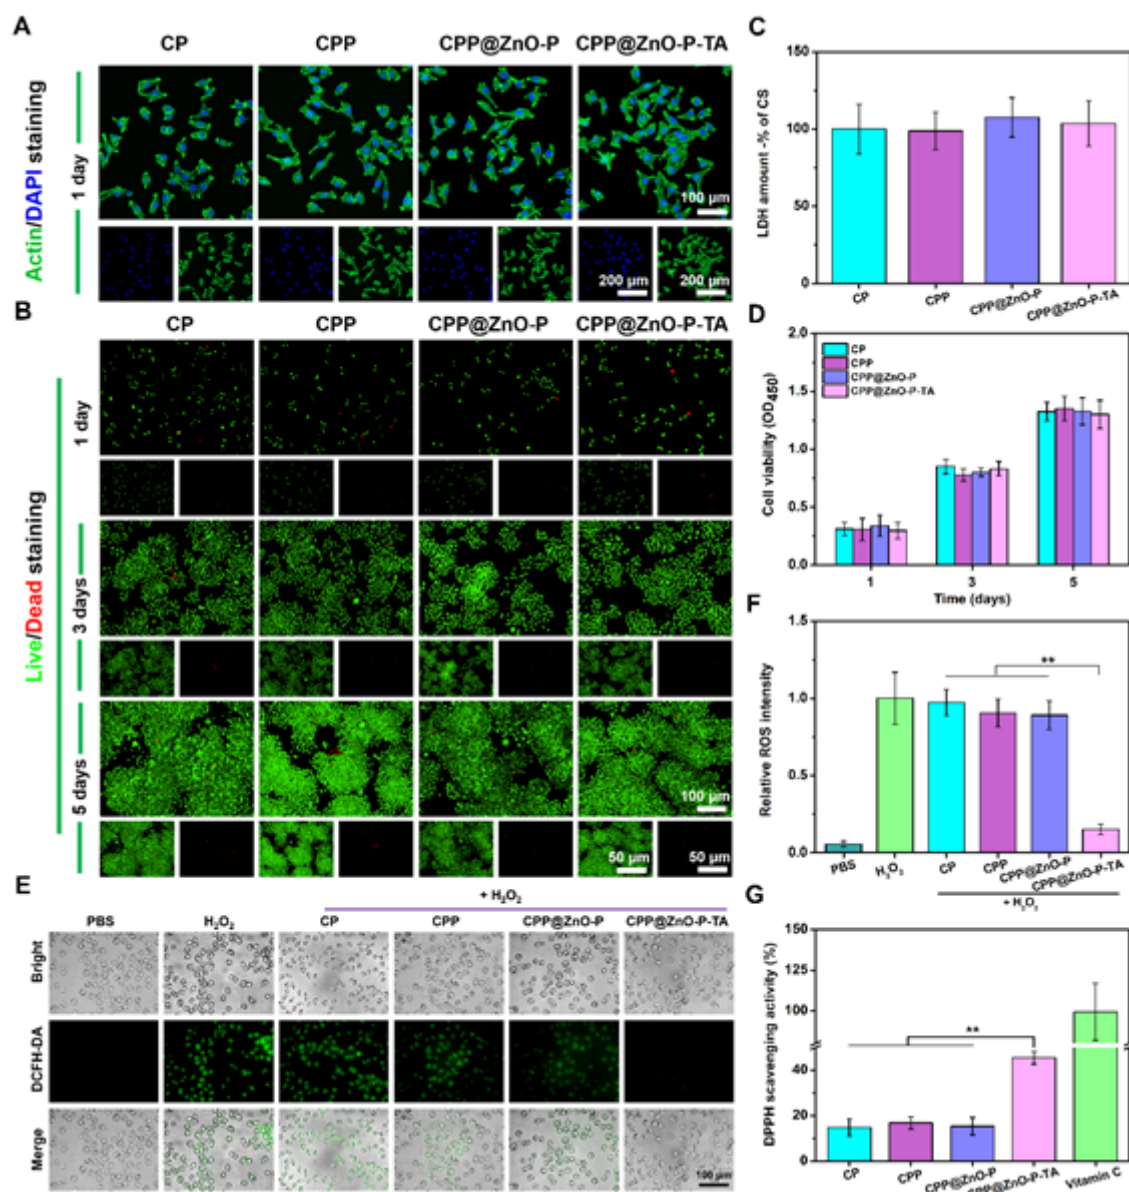 A
CP CPP CPP@ZnO-P CPP@ZnO-P-TA
Actin/DAPI staining
1 day
100 µm
200 µm 200 µm
B
CP CPP CPP@ZnO-P CPP@ZnO-P-TA
Live/Dead staining
1 day
3 days
5 days
100 µm
50 µm 50 µm
C
LDH amount -% of CS
150
100
50
0
CP CPP CPP@ZnO-P CPP@ZnO-P-TA
D
Cell viability (OD450)
2.0
1.5
1.0
0.5
0.0
CP
CPP
CPP@ZnO-P
CPP@ZnO-P-TA
1 3 5
Time (days)
E
+ H₂O₂
PBS H₂O₂ CP CPP CPP@ZnO-P CPP@ZnO-P-TA
Bright
DCFH-DA
Merge
100 µm
F
Relative ROS intensity
1.5
1.0
0.5
0.0
**
PBS H₂O₂ CP CPP CPP@ZnO-P CPP@ZnO-P-TA
+ H₂O₂
G
DPPH scavenging activity (%)
150
100
40
20
0
**
CP CPP CPP@ZnO-P CPP@ZnO-P-TA Vitamin C